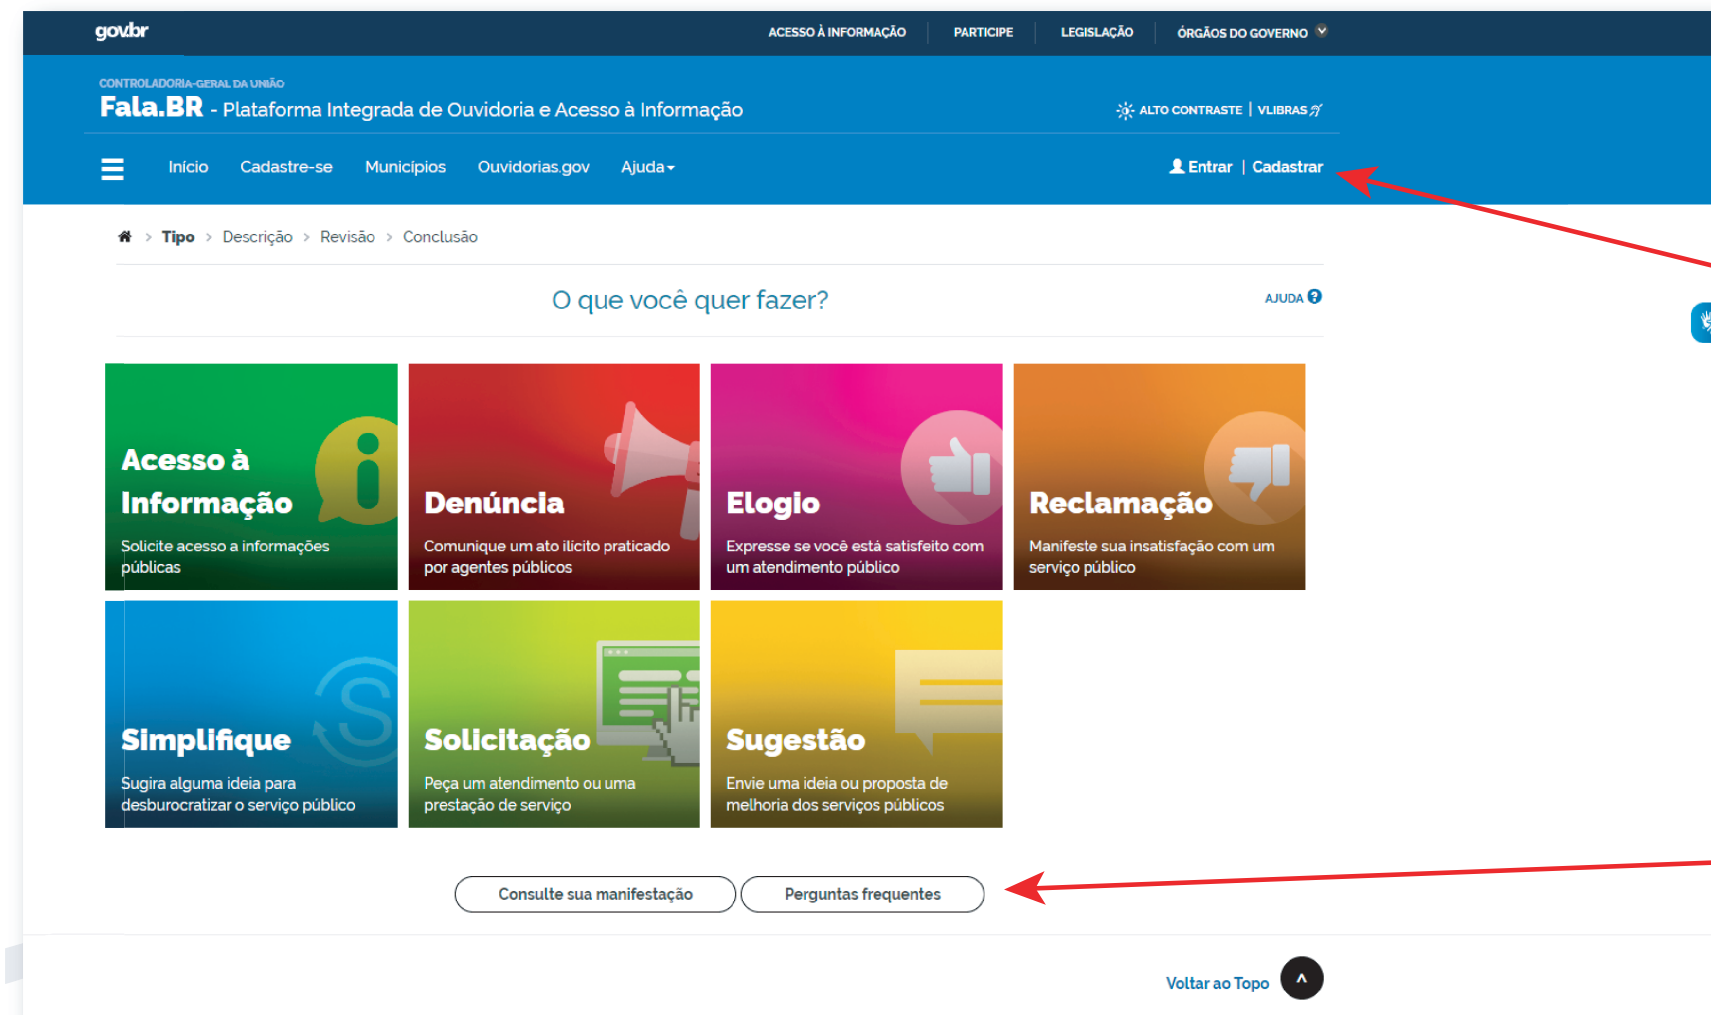 gov.br
ACESSO À INFORMAÇÃO
PARTICIPE
LEGISLAÇÃO
ÓRGÃOS DO GOVERNO
CONTROLADORIA-GERAL DA UNIÃO
Fala.BR - Plataforma Integrada de Ouvidoria e Acesso à Informação
ALTO CONTRASTE | VLIBRAS
Início Cadastre-se Municípios Ouvidorias.gov Ajuda
Entrar | Cadastrar
> Tipo > Descrição > Revisão > Conclusão
O que você quer fazer?
AJUDA ?
Acesso à
Informação
Solicite acesso a informações
públicas
Denúncia
Comunique um ato ilícito praticado
por agentes públicos
Elogio
Expresse se você está satisfeito com
um atendimento público
Reclamação
Manifeste sua insatisfação com um
serviço público
Simplifique
Sugira alguma ideia para
desburocratizar o serviço público
Solicitação
Peça um atendimento ou uma
prestação de serviço
Sugestão
Envie uma ideia ou proposta de
melhoria dos serviços públicos
Consulte sua manifestação
Perguntas frequentes
Voltar ao Topo